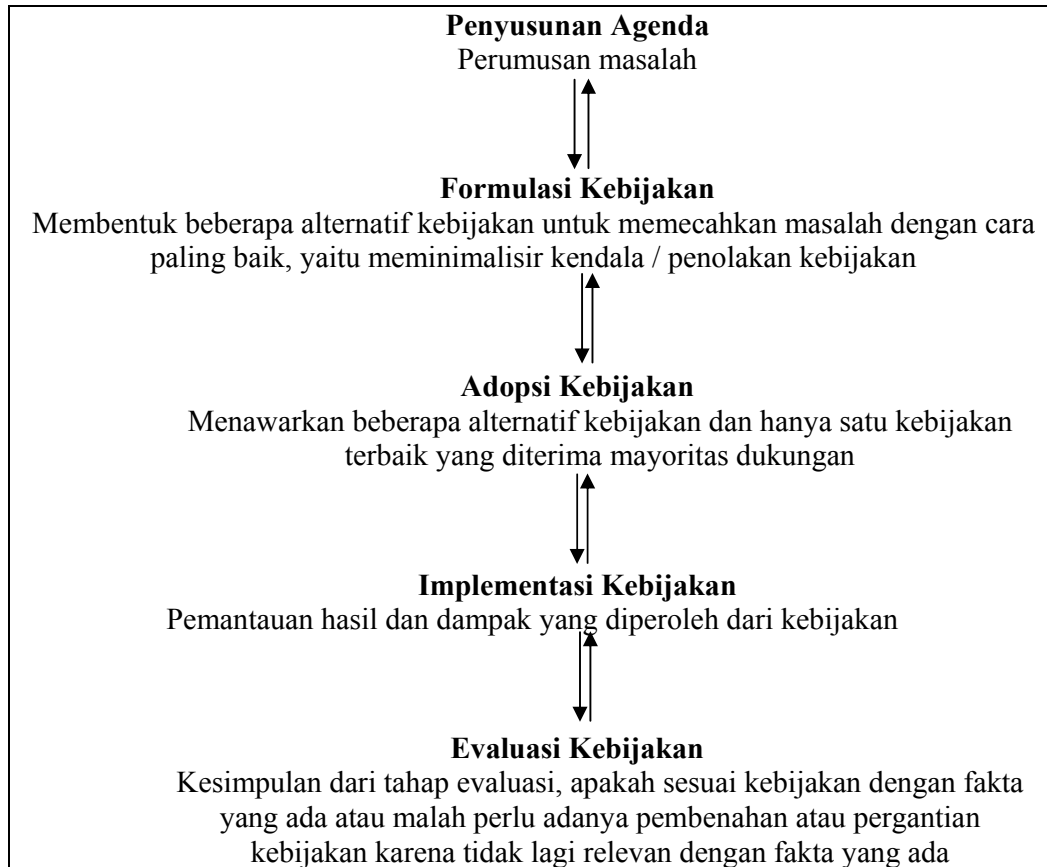 Penyusunan Agenda
Perumusan masalah
Formulasi Kebijakan
Membentuk beberapa alternatif kebijakan untuk memecahkan masalah dengan cara
paling baik, yaitu meminimalisir kendala / penolakan kebijakan
Adopsi Kebijakan
Menawarkan beberapa alternatif kebijakan dan hanya satu kebijakan
terbaik yang diterima mayoritas dukungan
Implementasi Kebijakan
Pemantauan hasil dan dampak yang diperoleh dari kebijakan
Evaluasi Kebijakan
Kesimpulan dari tahap evaluasi, apakah sesuai kebijakan dengan fakta
yang ada atau malah perlu adanya pembenahan atau pergantian
kebijakan karena tidak lagi relevan dengan fakta yang ada